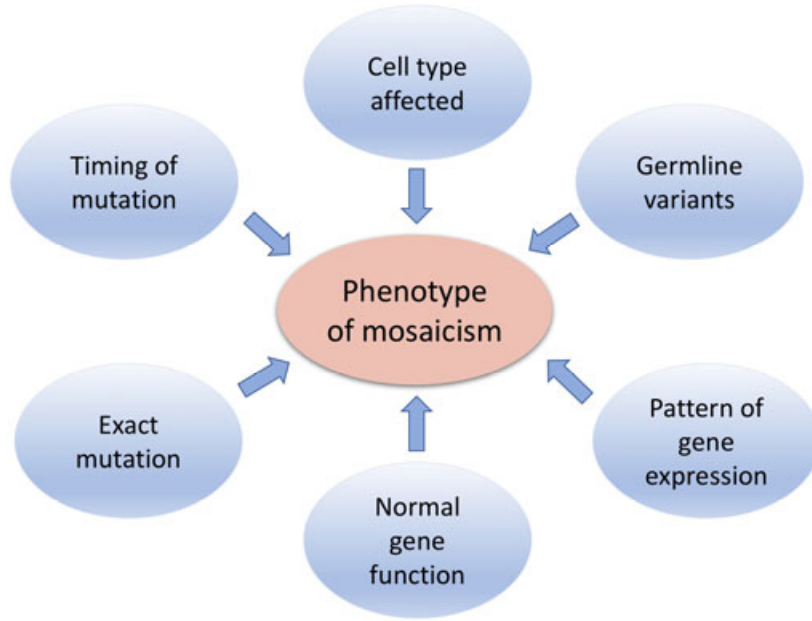 Cell type
affected
Timing of
mutation
Germline
variants
Phenotype
of mosaicism
Exact
mutation
Pattern of
gene
expression
Normal
gene
function